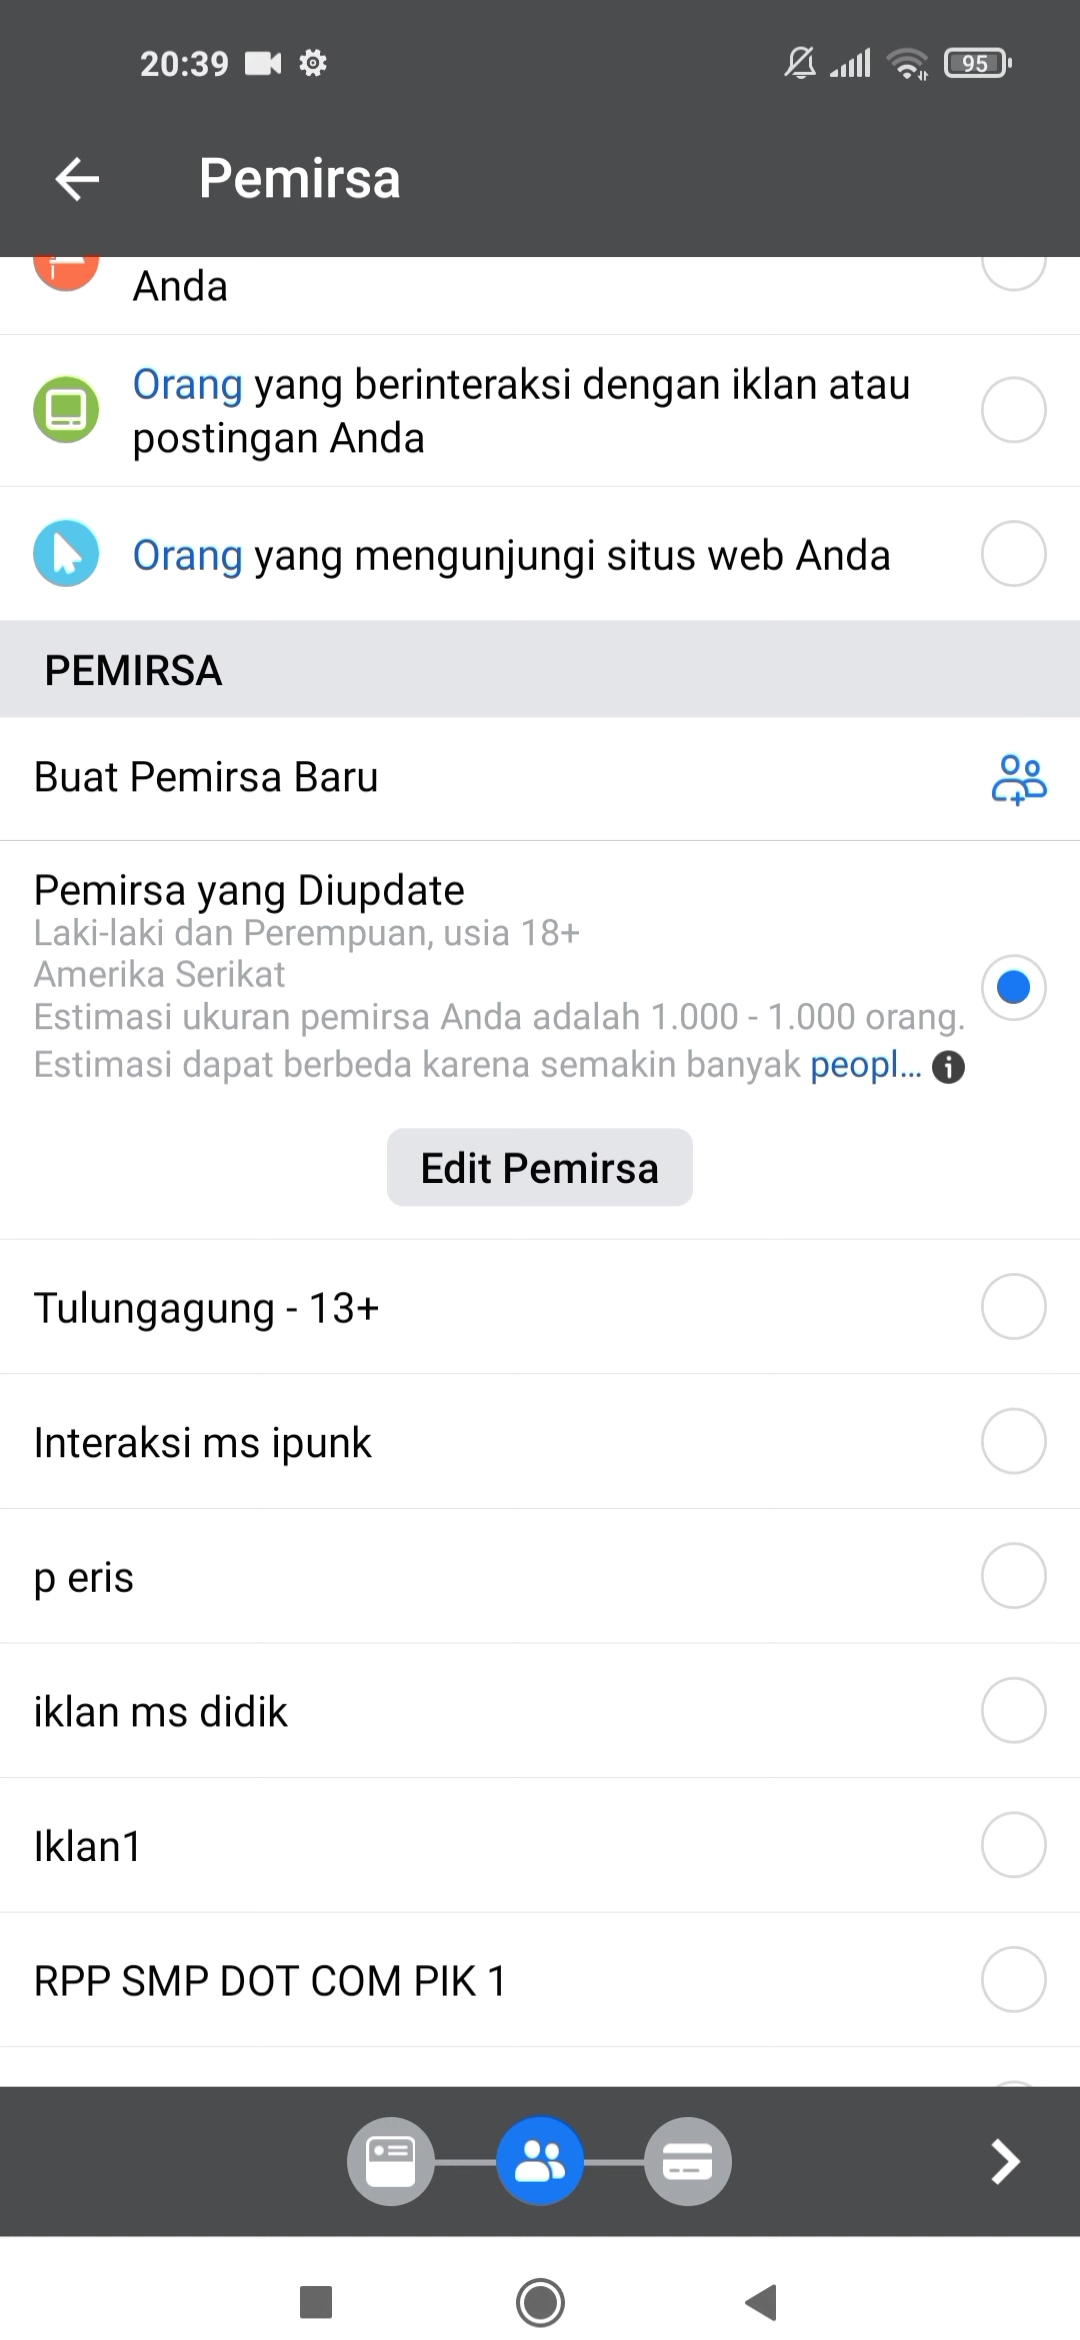 20:39
95
Pemirsa
Anda
Orang yang berinteraksi dengan iklan atau
postingan Anda
Orang yang mengunjungi situs web Anda
PEMIRSA
Buat Pemirsa Baru
Pemirsa yang Diupdate
Laki-laki dan Perempuan, usia 18+
Amerika Serikat
Estimasi ukuran pemirsa Anda adalah 1.000 - 1.000 orang.
Estimasi dapat berbeda karena semakin banyak peopl...
Edit Pemirsa
Tulungagung - 13+
Interaksi ms ipunk
p eris
iklan ms didik
Iklan1
RPP SMP DOT COM PIK 1